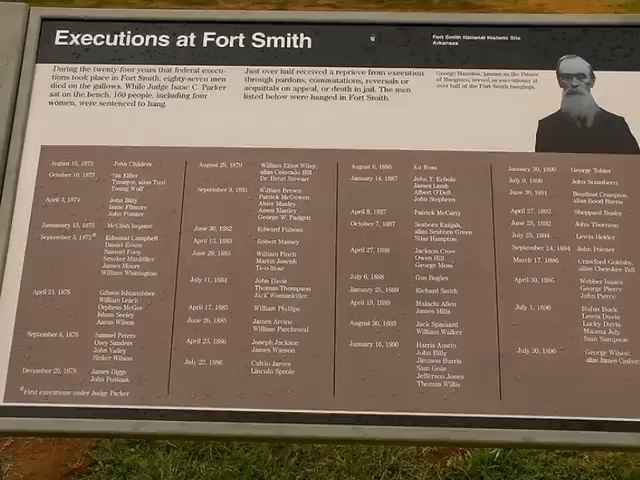 Executions at Fort Smith
Fort Smith National Historic Site
Arkansas
During the twenty-four years that federal execu-
tions took place in Fort Smith, eighty-seven men
died on the gallows. While Judge Isaac C. Parker
sat on the bench, 160 people, including four
women, were sentenced to hang.
Just over half received a reprieve from execution
through pardons, commutations, reversals or
acquittals on appeal, or death in jail. The men
listed below were hanged in Fort Smith.
George Maledon, known as the Prince
of Hangmen, served as executioner at
over half of the Fort Smith hangings.
August 15, 1873 John Childers
October 10, 1873
Young Wolf
April 3, 1874 John Billy
Isaac Filmore
John Pointer
January 15, 1875 McClish Impson
September 3, 1875* Edmund Campbell
Daniel Evans
Samuel Fooy
Smoker Mankiller
James Moore
William Whittington
April 21, 1876 Gibson Ishtanubbee
William Leach
Orpheus McGee
Isham Seeley
Aaron Wilson
September 8, 1876 Samuel Peters
Osey Sanders
John Valley
Sinker Wilson
December 20, 1878 James Diggs
John Postoak
*First executions under Judge Parker
August 29, 1879 William Elliot Wiley,
alias Colorado Bill
Dr. Henri Stewart
September 9, 1881 William Brown
Patrick McGowen
Abler Manley
Amos Manley
George W. Padgett
June 30, 1882 Edward Fulsom
April 13, 1883 Robert Massey
June 29, 1883 William Finch
Martin Joseph
Te-o-lit-se
July 11, 1884 John Davis
Thomas Thompson
Jack Womankiller
April 17, 1885 William Phillips
June 26, 1885 James Arcine
William Parchmeal
April 23, 1886 Joseph Jackson
James Wasson
July 23, 1886 Calvin James
Lincoln Sprole
August 6, 1886 Kit Ross
January 14, 1887 John T. Echols
James Lamb
Albert O'Dell
John Stephens
April 8, 1887 Patrick McCarty
October 7, 1887 Seaborn Kalijah,
alias Seaborn Green
Silas Hampton
April 27, 1888 Jackson Crow
Owen Hill
George Moss
July 6, 1888 Gus Bogles
January 25, 1889 Richard Smith
April 19, 1889 Malachi Allen
James Mills
August 30, 1889 Jack Spaniard
William Walker
January 16, 1890 Harris Austin
John Billy
Jimmon Burris
Sam Goin
Jefferson Jones
Thomas Willis
January 30, 1890 George Tobler
July 9, 1890 John Stansberry
June 30, 1891 Boudinot Crumpton,
alias Bood Burris
April 27, 1892 Sheppard Busby
June 28, 1892 John Thornton
July 25, 1894 Lewis Holder
September 24, 1894 John Pointer
March 17, 1896 Crawford Goldsby,
alias Cherokee Bill
April 30, 1896 Webber Isaacs
George Pierce
John Pierce
July 1, 1896 Rufus Buck
Lewis Davis
Lucky Davis
Maoma July
Sam Sampson
July 30, 1896 George Wilson
alias James Casharego